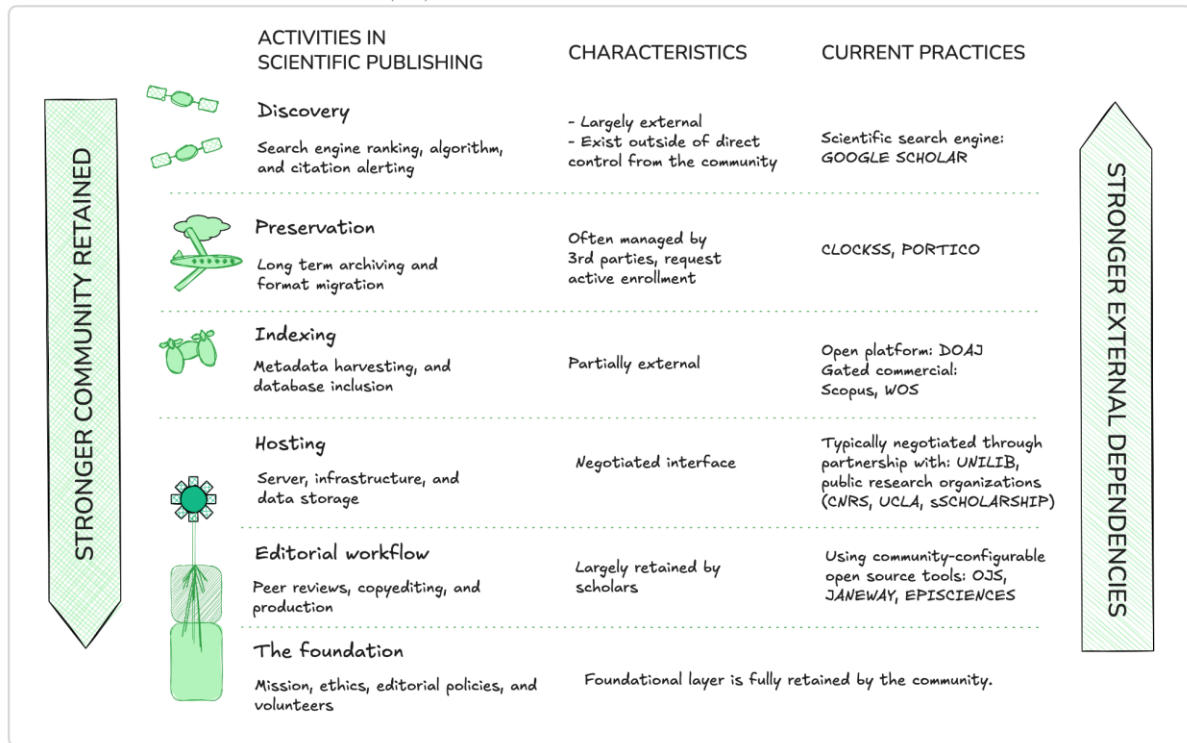 ACTIVITIES IN
SCIENTIFIC PUBLISHING
CHARACTERISTICS
CURRENT PRACTICES
STRONGER COMMUNITY RETAINED
Discovery
Search engine ranking, algorithm,
and citation alerting
- Largely external
- Exist outside of direct
control from the community
Scientific search engine:
GOOGLE SCHOLAR
Preservation
Long term archiving and
format migration
Often managed by
3rd parties, request
active enrollment
CLOCKSS, PORTICO
Indexing
Metadata harvesting, and
database inclusion
Partially external
Open platform: DOAJ
Gated commercial:
Scopus, WOS
Hosting
Server, infrastructure, and
data storage
Negotiated interface
Typically negotiated through
partnership with: UNILIB,
public research organizations
(CNRS, UCLA, sSCHOLARSHIP)
Editorial workflow
Peer reviews, copyediting, and
production
Largely retained by
scholars
Using community-configurable
open source tools: OJS,
JANEWAY, EPISCIENCES
The foundation
Mission, ethics, editorial policies, and
volunteers
Foundational layer is fully retained by the community.
STRONGER EXTERNAL DEPENDENCIES